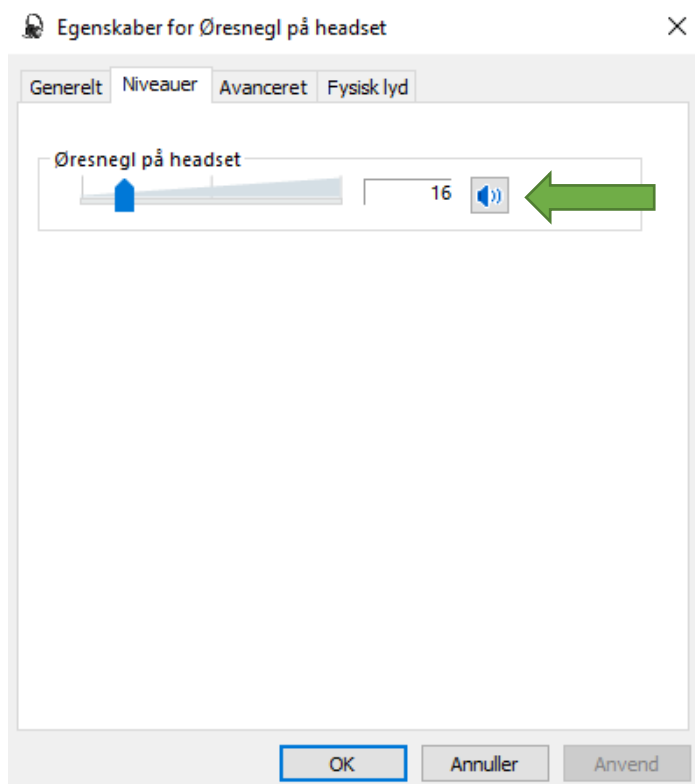 Egenskaber for Øresnegl på headset
Generelt Niveauer Avanceret Fysisk lyd
Øresnegl på headset
16
OK Annuller Anvend